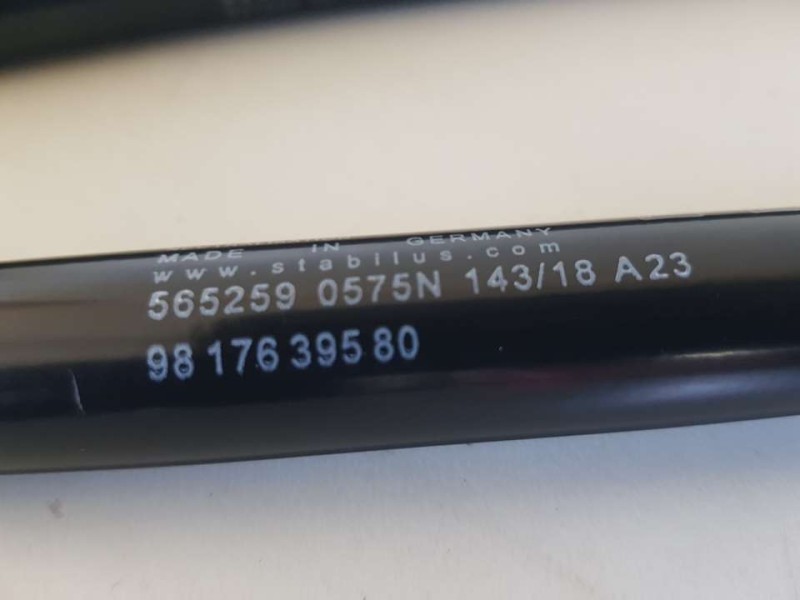 MADE IN GERMANY
www.stabilus.com
565259 0575N 143/18 A23
98 176 395 80